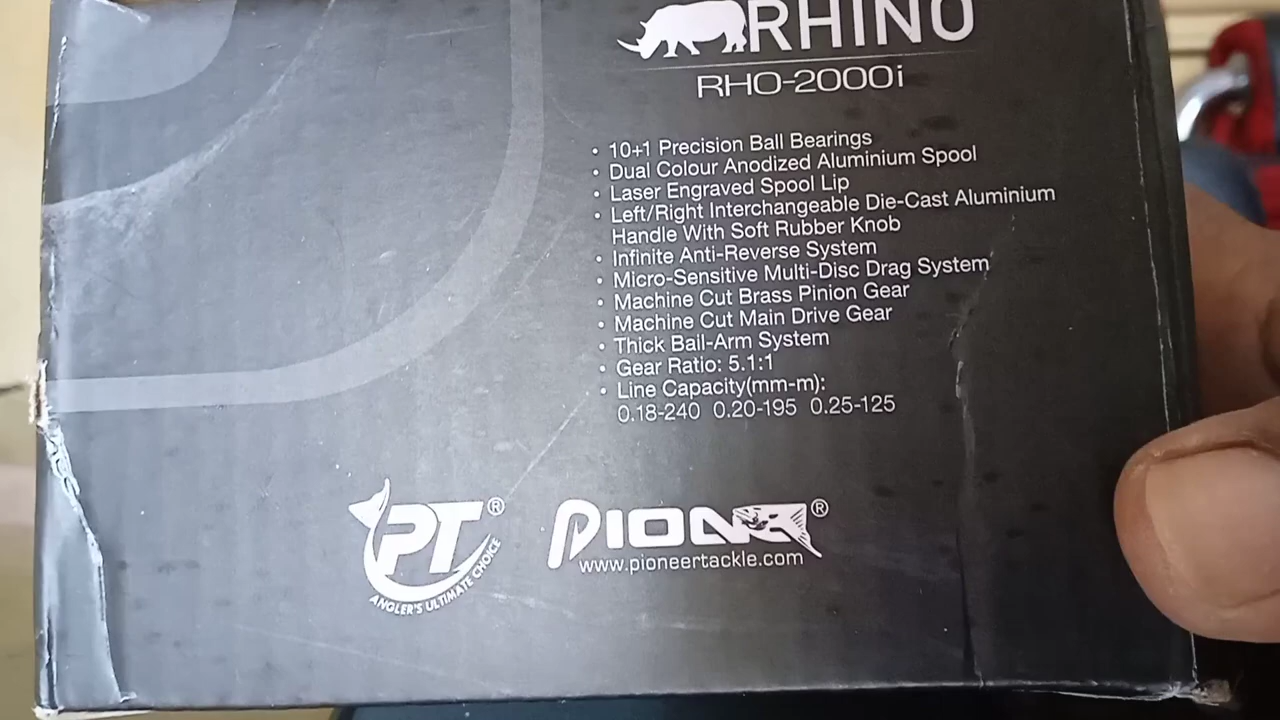 RHINO
RHO-2000i
• 10+1 Precision Ball Bearings
• Dual Colour Anodized Aluminium Spool
• Laser Engraved Spool Lip
• Left/Right Interchangeable Die-Cast Aluminium
Handle With Soft Rubber Knob
• Infinite Anti-Reverse System
• Micro-Sensitive Multi-Disc Drag System
• Machine Cut Brass Pinion Gear
• Machine Cut Main Drive Gear
• Thick Bail-Arm System
• Gear Ratio: 5.1:1
• Line Capacity(mm-m):
0.18-240 0.20-195 0.25-125
PT®
ANGLER'S ULTIMATE CHOICE
PIONEER®
www.pioneertackle.com